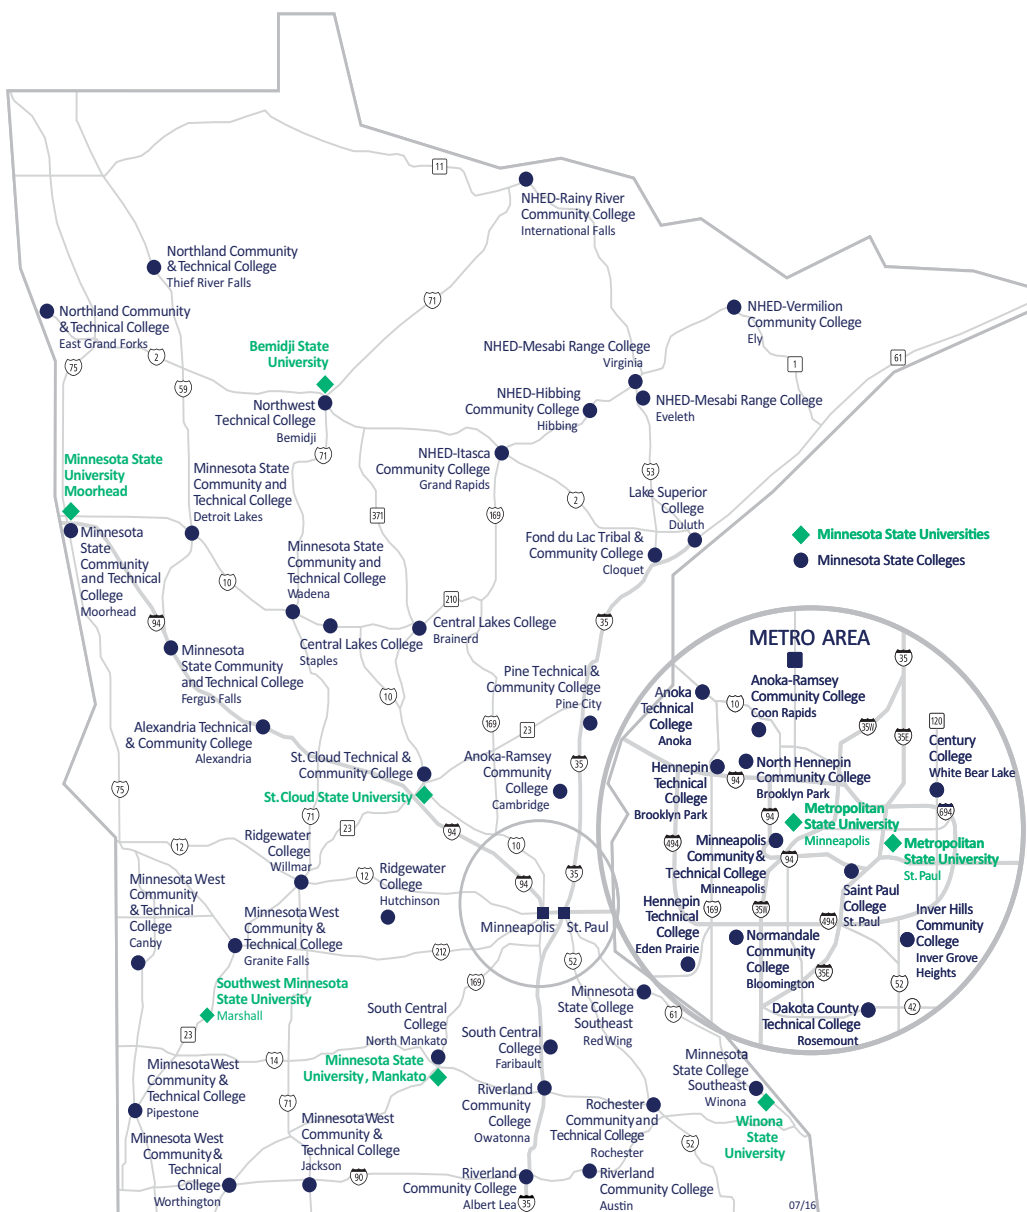 11
NHED-Rainy River
Community College
International Falls
Northland Community
& Technical College
Thief River Falls
71
Northland Community
& Technical College
East Grand Forks
NHED-Vermilion
Community College
Ely
75
2
59
Bemidji State
University
NHED-Mesabi Range College
Virginia
1
61
Northwest
Technical College
Bemidji
NHED-Hibbing
Community College
Hibbing
NHED-Mesabi Range College
Eveleth
71
Minnesota State
University
Moorhead
Minnesota State
Community and
Technical College
Detroit Lakes
NHED-Itasca
Community College
Grand Rapids
53
2
371
169
Lake Superior
College
Duluth
Minnesota
State
Community
and Technical
College
Moorhead
Minnesota State
Community and
Technical College
Wadena
Fond du Lac Tribal &
Community College
Cloquet
Minnesota State Universities
Minnesota State Colleges
10
210
94
35
Central Lakes College
Staples
Central Lakes College
Brainerd
Minnesota
State Community
and Technical College
Fergus Falls
Pine Technical &
Community College
Pine City
10
169
23
Alexandria Technical
& Community College
Alexandria
St. Cloud Technical &
Community College
Anoka-Ramsey
Community
College
Cambridge
35
75
St. Cloud State University
71
23
94
12
10
Ridgewater
College
Willmar
12
Ridgewater
College
Hutchinson
94
35
Minnesota West
Community
& Technical
College
Canby
Minnesota West
Community &
Technical College
Granite Falls
Minneapolis
St. Paul
212
52
169
Southwest Minnesota
State University
Marshall
23
South Central
College
North Mankato
Minnesota
State College
Southeast
Red Wing
61
South Central
College
Faribault
14
Minnesota State
University, Mankato
Minnesota West
Community &
Technical College
Pipestone
71
Riverland
Community
College
Owatonna
Minnesota
State College
Southeast
Winona
Rochester
Community and
Technical College
Rochester
Winona
State
University
52
Minnesota West
Community &
Technical
College
Worthington
Minnesota West
Community &
Technical College
Jackson
90
Riverland
Community College
Albert Lea
35
Riverland
Community College
Austin
07/16
METRO AREA
35
Anoka-Ramsey
Community College
Coon Rapids
Anoka
Technical
College
Anoka
10
35W
35E
120
Century
College
White Bear Lake
Hennepin
Technical
College
Brooklyn Park
94
North Hennepin
Community College
Brooklyn Park
694
Metropolitan
State University
Minneapolis
94
494
Minneapolis
Community &
Technical College
Minneapolis
94
Metropolitan
State University
St. Paul
Saint Paul
College
St. Paul
Hennepin
Technical
College
Eden Prairie
169
35W
494
Inver Hills
Community
College
Inver Grove
Heights
Normandale
Community
College
Bloomington
35E
52
42
Dakota County
Technical College
Rosemount